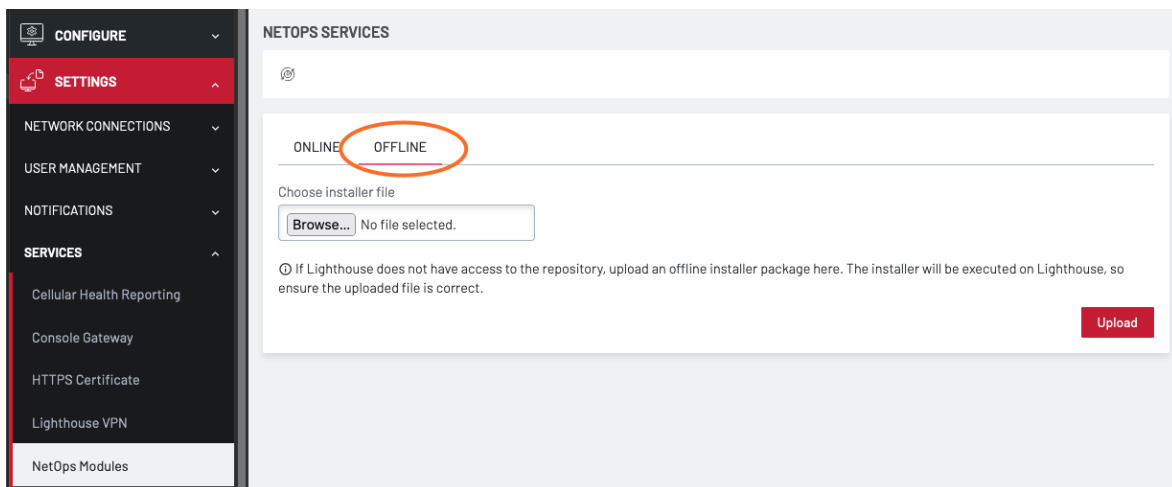 CONFIGURE
SETTINGS
NETWORK CONNECTIONS
USER MANAGEMENT
NOTIFICATIONS
SERVICES
Cellular Health Reporting
Console Gateway
HTTPS Certificate
Lighthouse VPN
NetOps Modules
NETOPS SERVICES
ONLINE OFFLINE
Choose installer file
Browse... No file selected.
If Lighthouse does not have access to the repository, upload an offline installer package here. The installer will be executed on Lighthouse, so
ensure the uploaded file is correct.
Upload